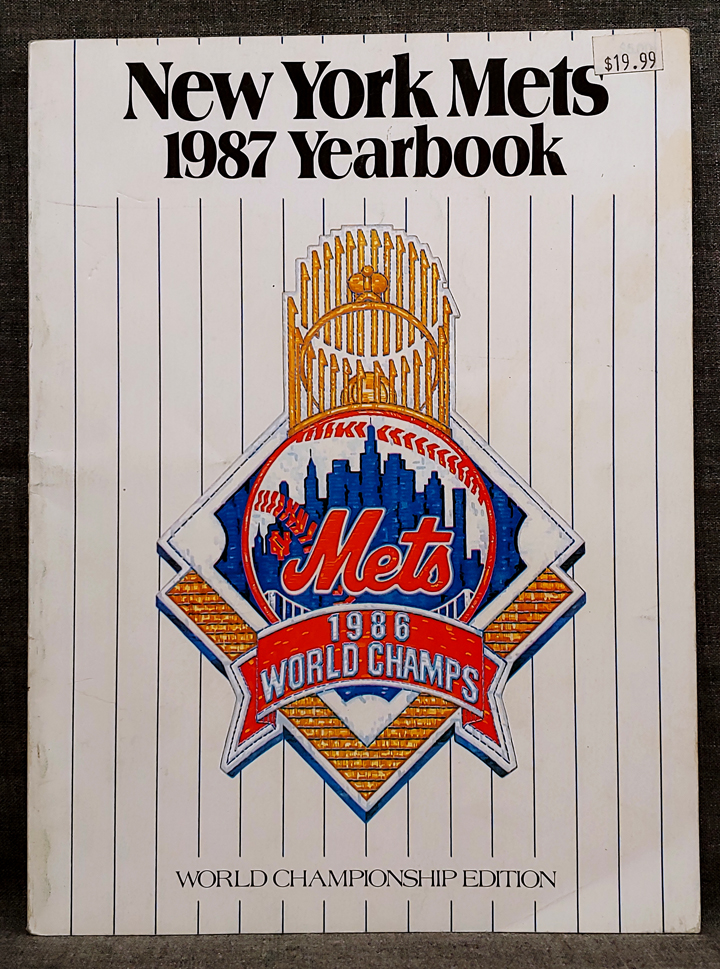 $19.99
New York Mets
1987 Yearbook
Mets
1986
WORLD CHAMPS
WORLD CHAMPIONSHIP EDITION